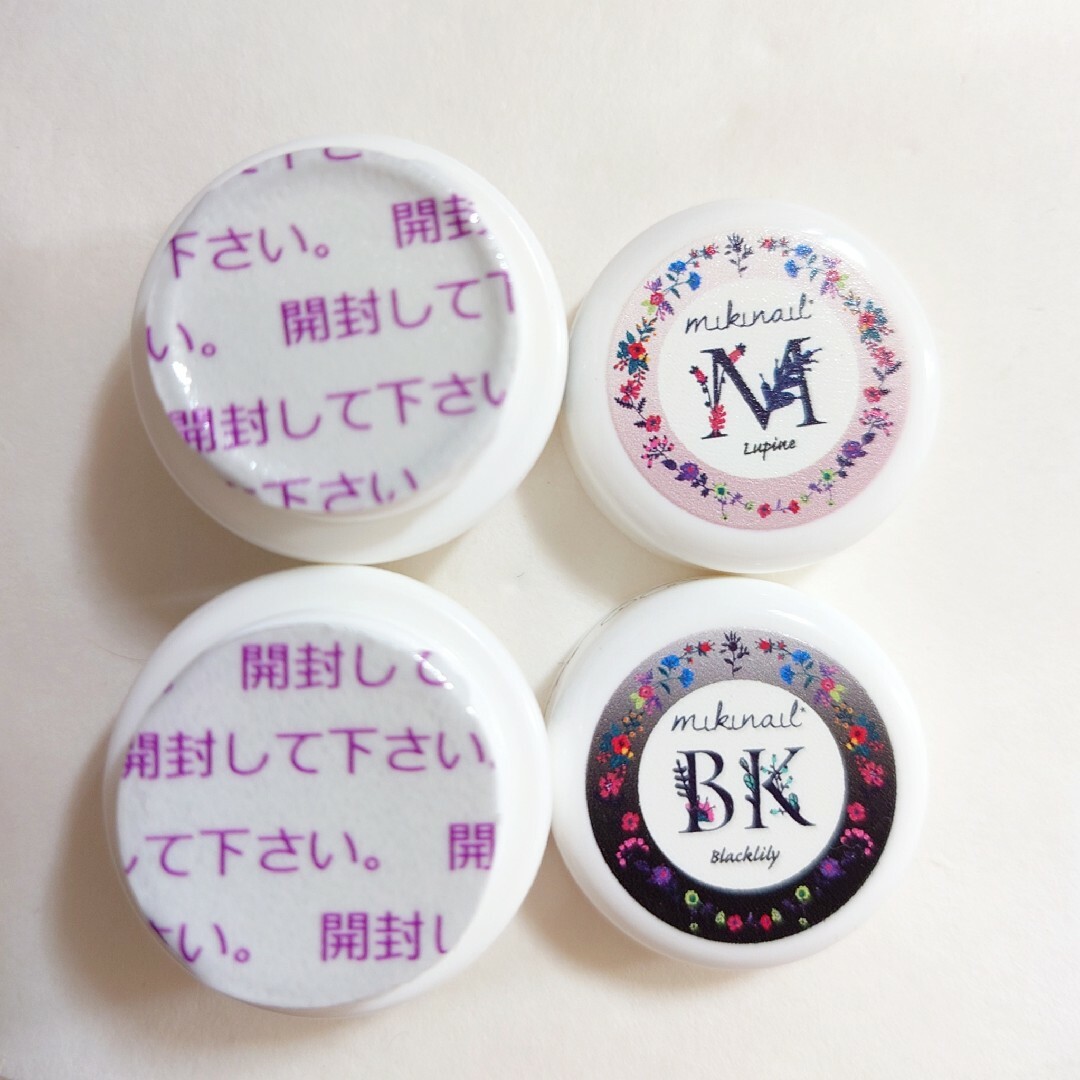 下さい。 開封
い。 開封して下
開封して下さい
下さい
mikinail
M
Lupine
開封して
開封して下さい。
して下さい。 開
い。 開封し
mikinail
BK
Blacklily